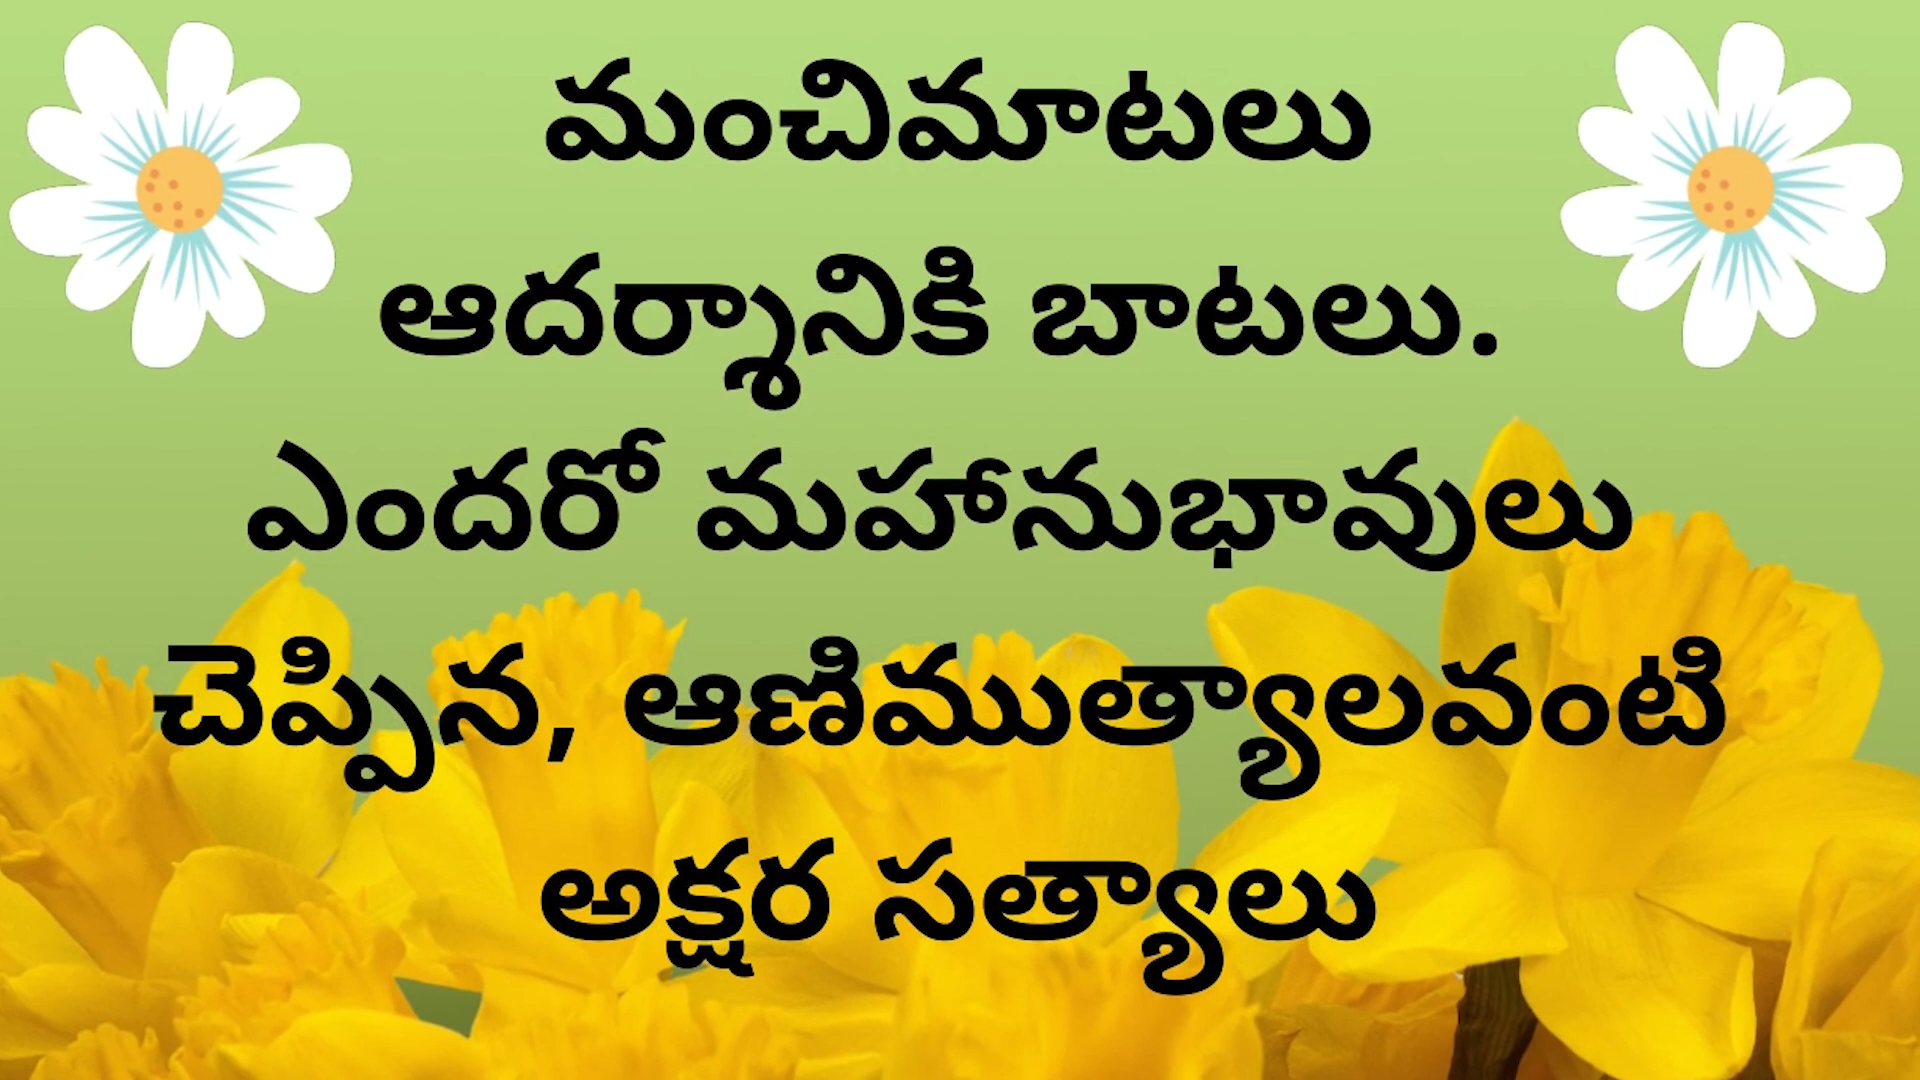 మంచిమాటలు
ఆదర్శానికి బాటలు.
ఎందరో మహానుభావులు
చెప్పిన, ఆణిముత్యాలవంటి
అక్షర సత్యాలు